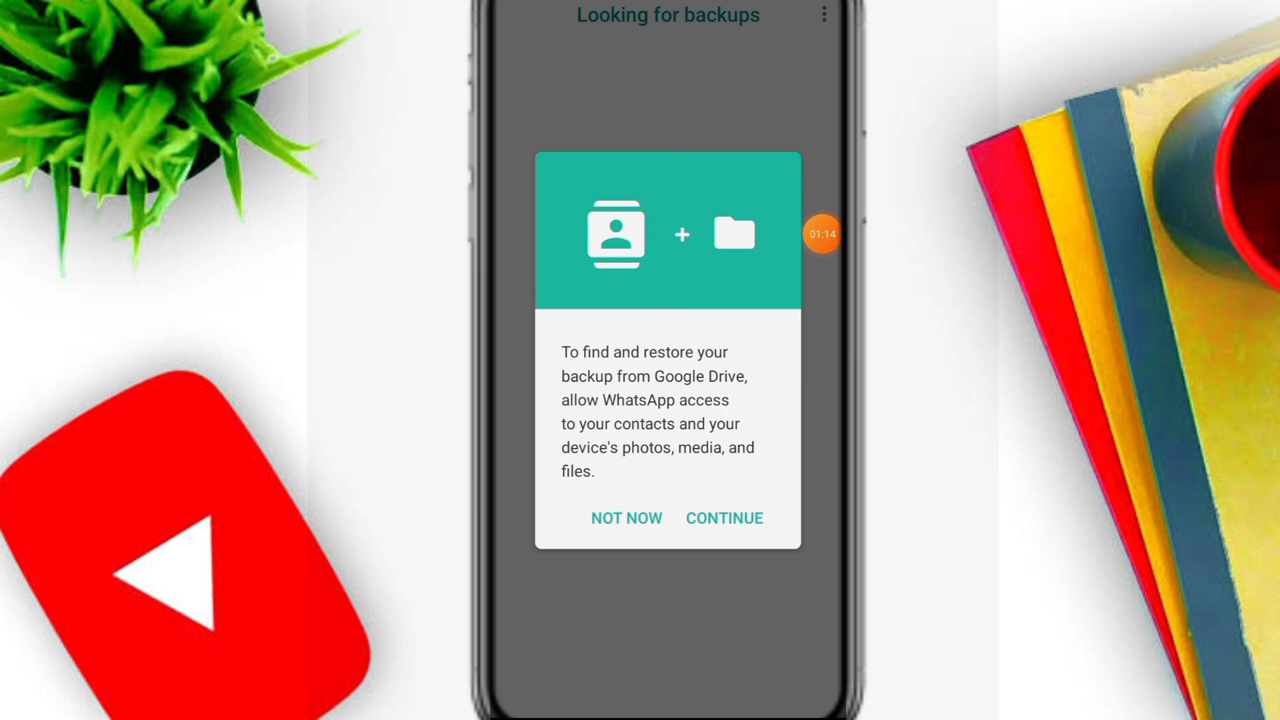 Looking for backups
01:14
To find and restore your
backup from Google Drive,
allow WhatsApp access
to your contacts and your
device's photos, media, and
files.
NOT NOW CONTINUE